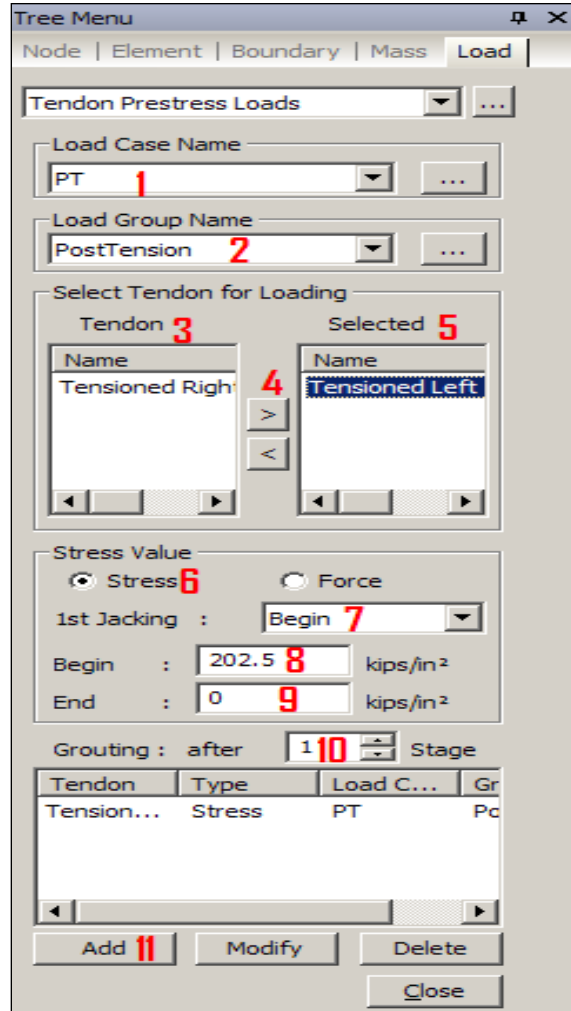 Tree Menu
Node | Element | Boundary | Mass Load
Tendon Prestress Loads ...
Load Case Name
PT 1 ...
Load Group Name
PostTension 2 ...
Select Tendon for Loading
Tendon 3 Selected 5
Name Name
Tensioned Righ 4 Tensioned Left
>
<
Stress Value
Stress 6 Force
1st Jacking : Begin 7
Begin : 202.5 8 kips/in²
End : 0 9 kips/in²
Grouting : after 1 10 Stage
Tendon Type Load C... Gr
Tension... Stress PT Po
Add 11 Modify Delete
Close